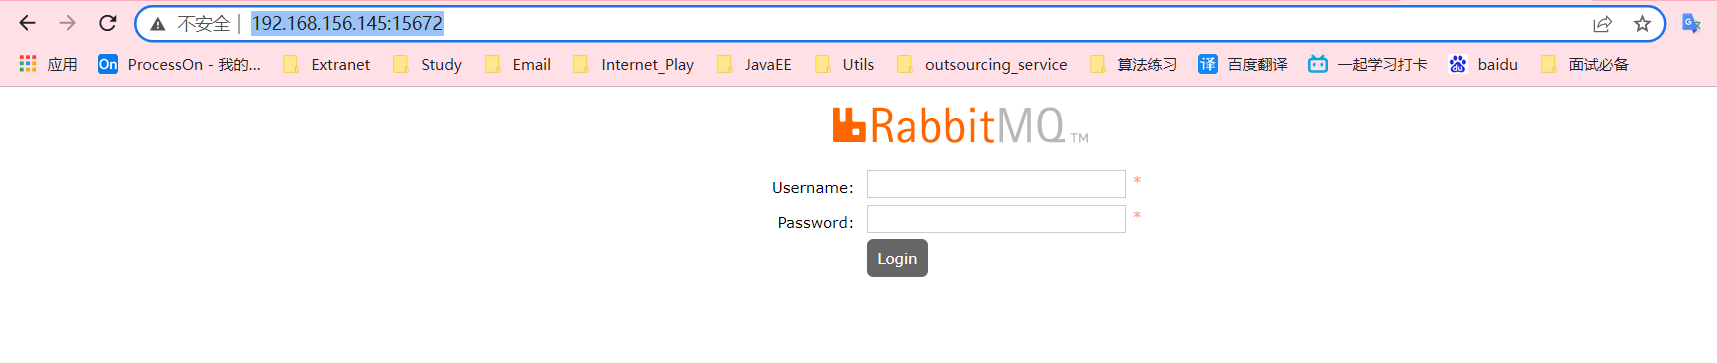 不安全 | 192.168.156.145:15672
应用 ProcessOn - 我的... Extranet Study Email Internet_Play JavaEE Utils outsourcing_service 算法练习 译 百度翻译 一起学习打卡 du baidu 面试必备
RabbitMQ TM
Username: *
Password: *
Login